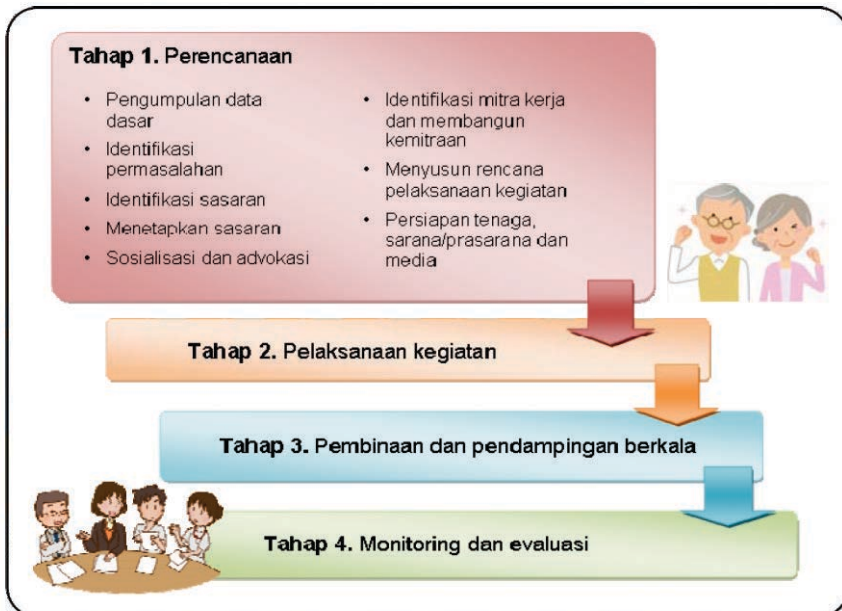 Tahap 1. Perencanaan
• Pengumpulan data
dasar
• Identifikasi
permasalahan
• Identifikasi sasaran
• Menetapkan sasaran
• Sosialisasi dan advokasi
• Identifikasi mitra kerja
dan membangun
kemitraan
• Menyusun rencana
pelaksanaan kegiatan
• Persiapan tenaga,
sarana/prasarana dan
media
Tahap 2. Pelaksanaan kegiatan
Tahap 3. Pembinaan dan pendampingan berkala
Tahap 4. Monitoring dan evaluasi